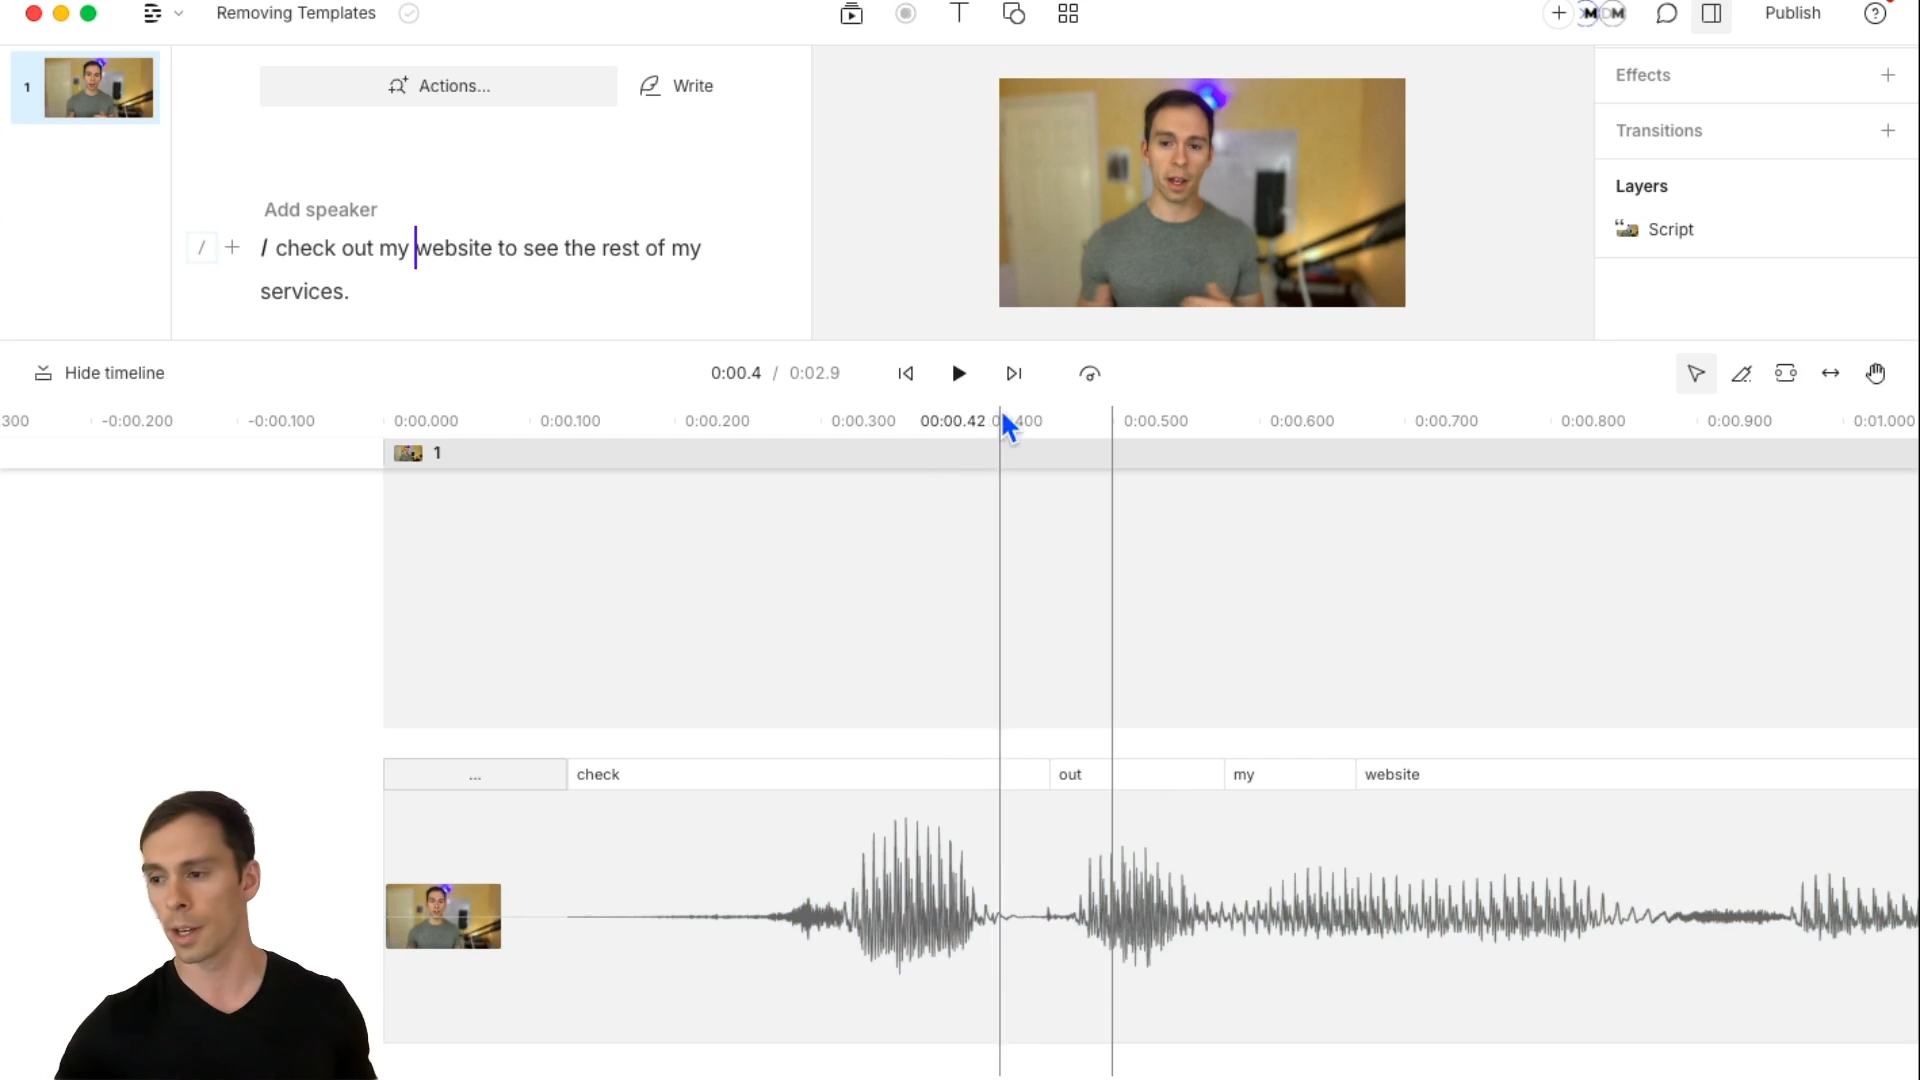 Removing Templates
M
DM
Publish
1
Actions...
Write
Effects
Transitions
Add speaker
Layers
/ + / check out my website to see the rest of my
services.
Script
Hide timeline
0:00.4 / 0:02.9
300 -0:00.200 -0:00.100 0:00.000 0:00.100 0:00.200 0:00.300 00:00.42 400 0:00.500 0:00.600 0:00.700 0:00.800 0:00.900 0:01.000
1
... check out my website